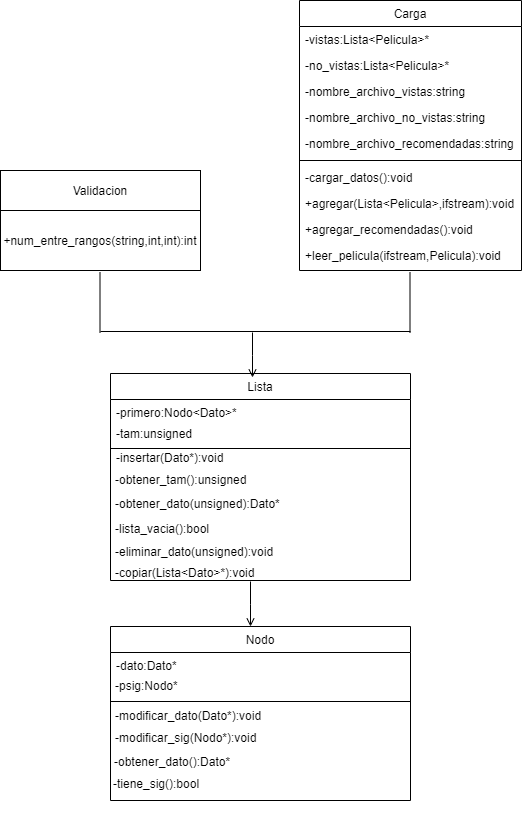 Carga
-vistas:Lista<Pelicula>*
-no_vistas:Lista<Pelicula>*
-nombre_archivo_vistas:string
-nombre_archivo_no_vistas:string
-nombre_archivo_recomendadas:string
-cargar_datos():void
+agregar(Lista<Pelicula>,ifstream):void
+agregar_recomendadas():void
+leer_pelicula(ifstream,Pelicula):void
Validacion
+num_entre_rangos(string,int,int):int
Lista
-primero:Nodo<Dato>*
-tam:unsigned
-insertar(Dato*):void
-obtener_tam():unsigned
-obtener_dato(unsigned):Dato*
-lista_vacia():bool
-eliminar_dato(unsigned):void
-copiar(Lista<Dato>*):void
Nodo
-dato:Dato*
-psig:Nodo*
-modificar_dato(Dato*):void
-modificar_sig(Nodo*):void
-obtener_dato():Dato*
-tiene_sig():bool